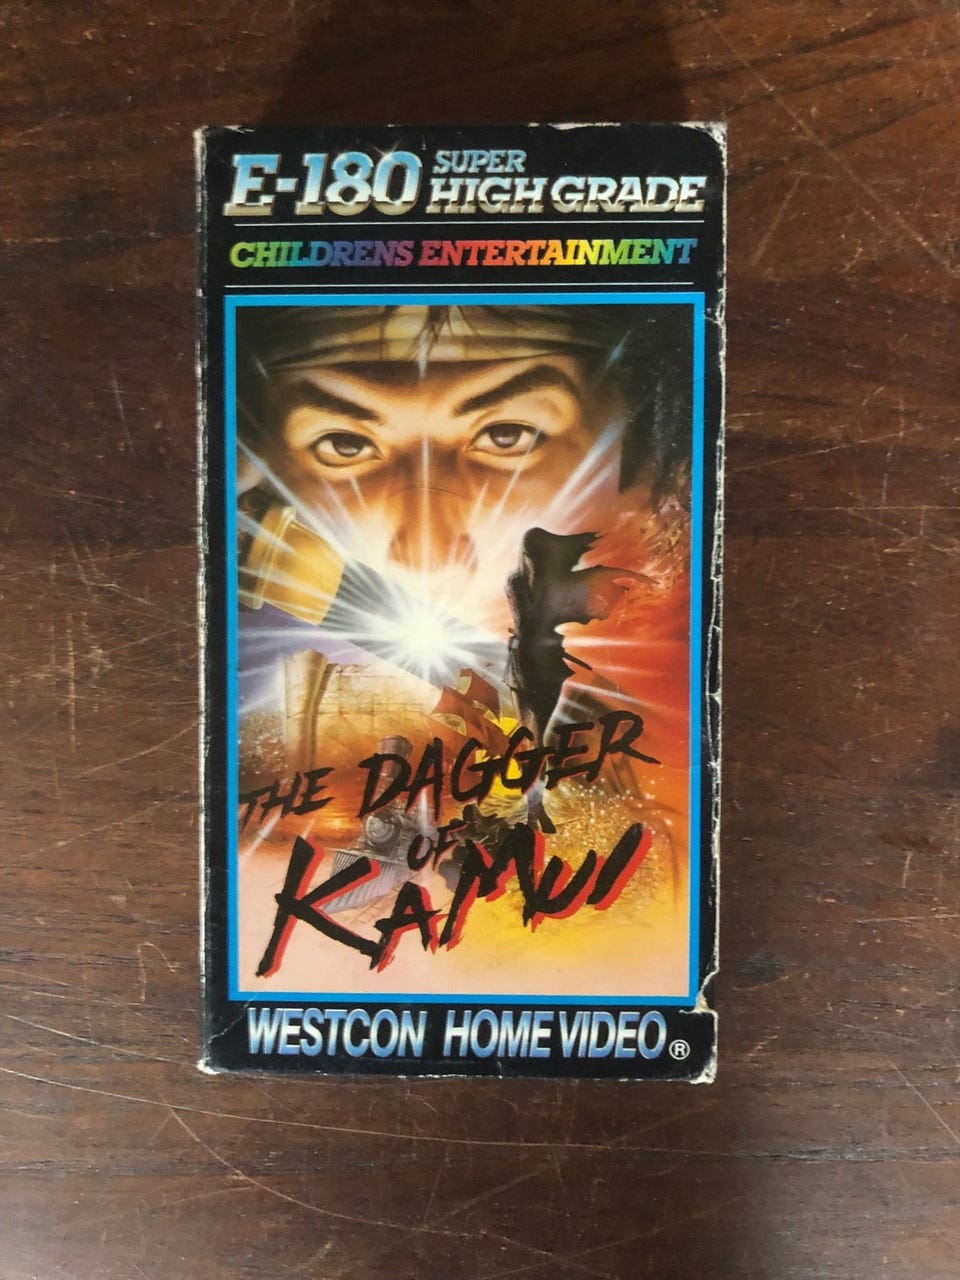 E-180 SUPER
HIGH GRADE
CHILDRENS ENTERTAINMENT
THE DAGGER
OF
KAMUI
WESTCON HOME VIDEO ®